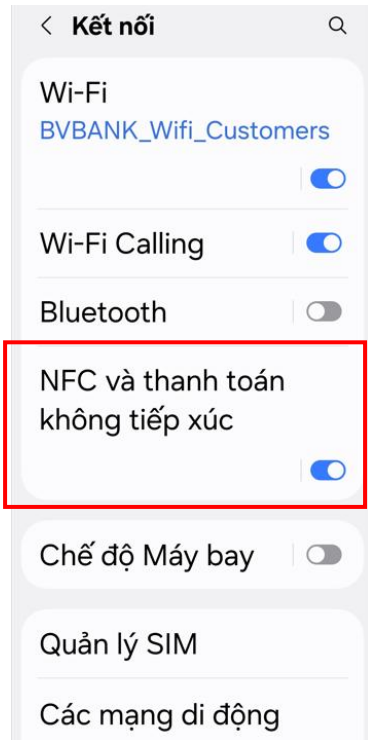 Kết nối
Wi-Fi
BVBANK_Wifi_Customers
Wi-Fi Calling
Bluetooth
NFC và thanh toán
không tiếp xúc
Chế độ Máy bay
Quản lý SIM
Các mạng di động